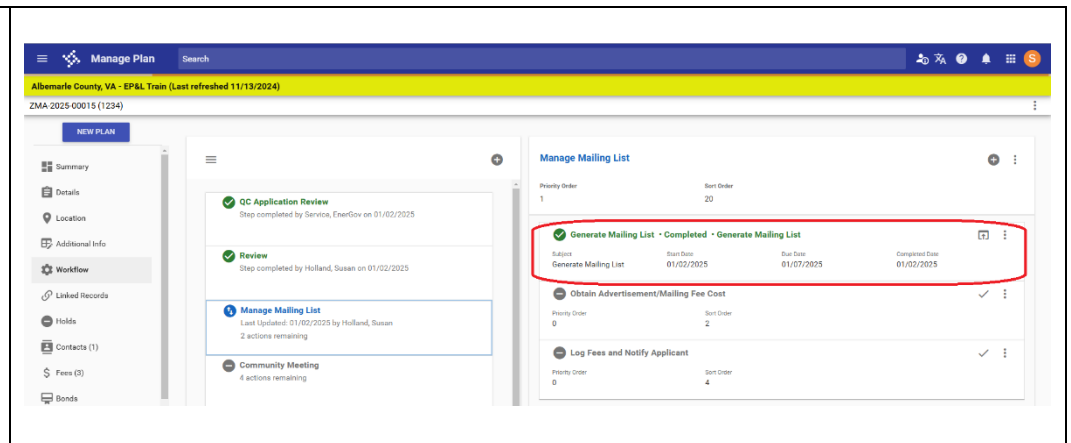 Manage Plan
Search
S
Albemarle County, VA - EP&L Train (Last refreshed 11/13/2024)
ZMA-2025-00015 (1234)
NEW PLAN
Summary
Details
Location
Additional Info
Workflow
Linked Records
Holds
Contacts (1)
Fees (3)
Bonds
QC Application Review
Step completed by Service, EnerGov on 01/02/2025
Review
Step completed by Holland, Susan on 01/02/2025
Manage Mailing List
Last Updated: 01/02/2025 by Holland, Susan
2 actions remaining
Community Meeting
4 actions remaining
Manage Mailing List
Priority Order Sort Order
1 20
Generate Mailing List • Completed • Generate Mailing List
Subject Start Date Due Date Completed Date
Generate Mailing List 01/02/2025 01/07/2025 01/02/2025
Obtain Advertisement/Mailing Fee Cost
Priority Order Sort Order
0 2
Log Fees and Notify Applicant
Priority Order Sort Order
0 4